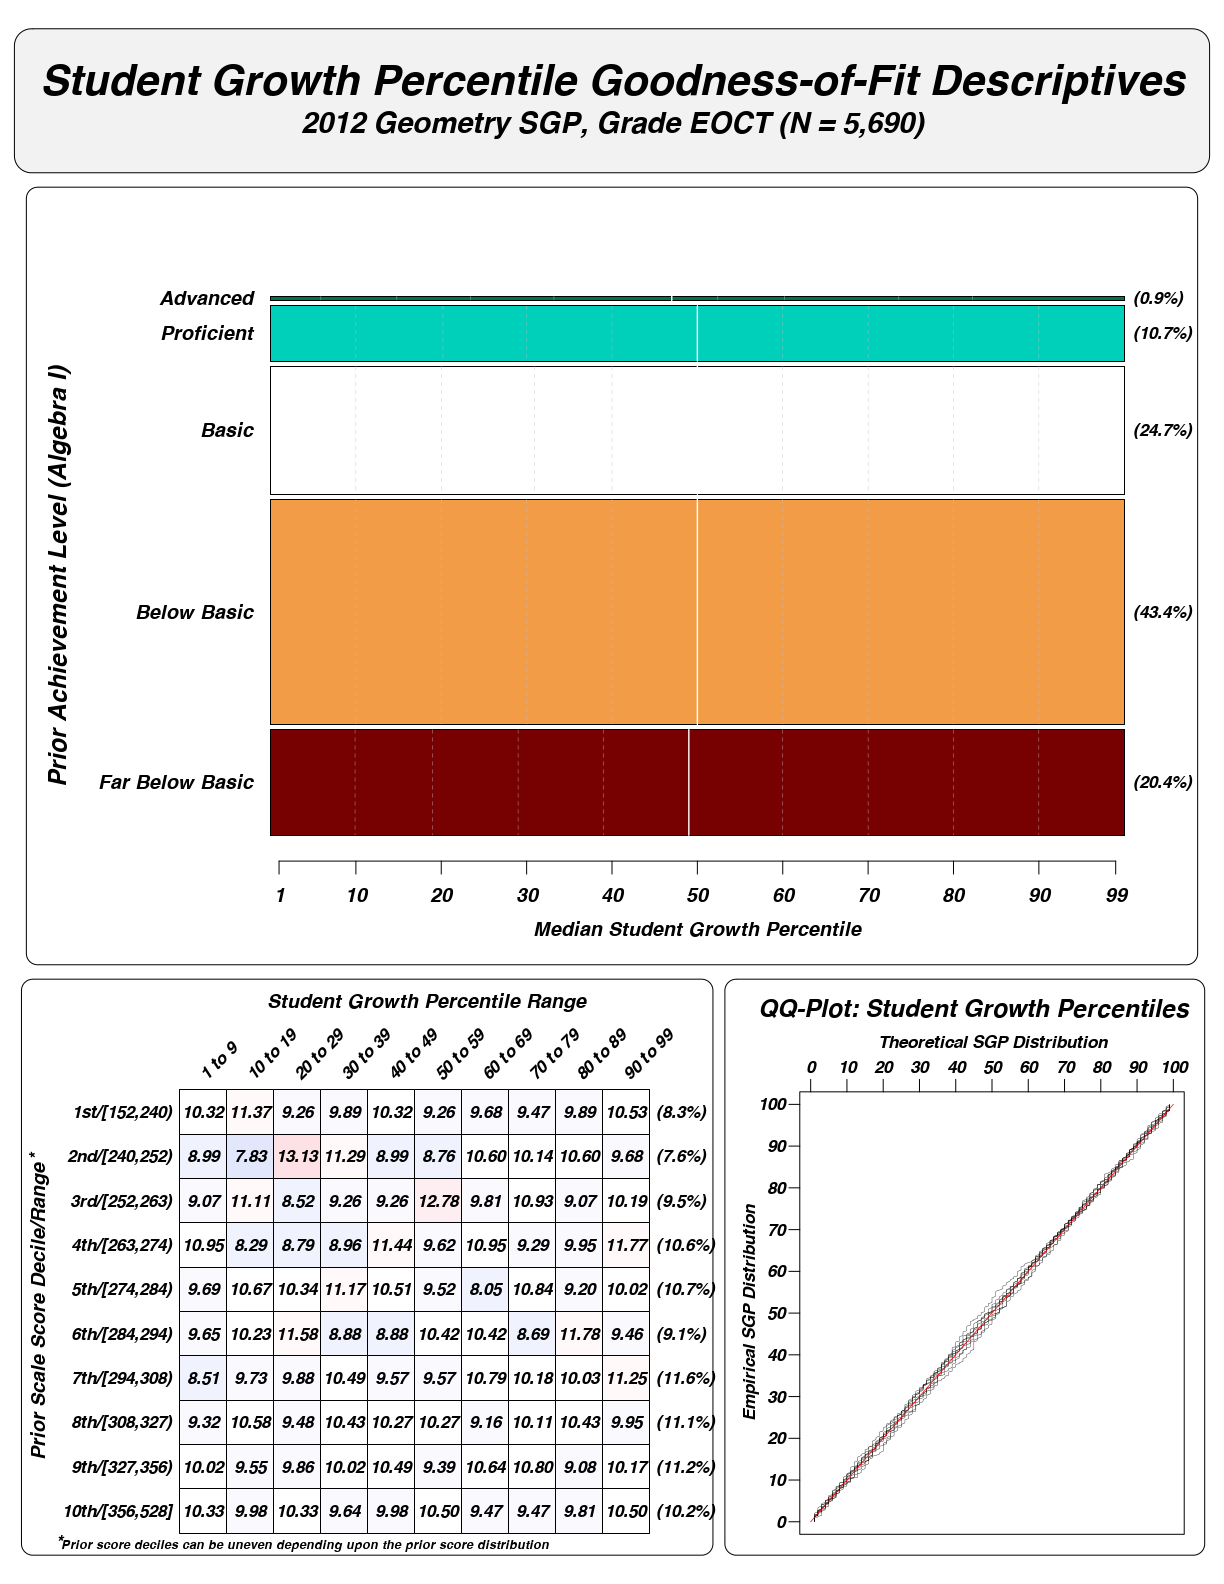 Student Growth Percentile Goodness-of-Fit Descriptives
2012 Geometry SGP, Grade EOCT (N = 5,690)
Prior Achievement Level (Algebra I)
Advanced (0.9%)
Proficient (10.7%)
Basic (24.7%)
Below Basic (43.4%)
Far Below Basic (20.4%)
1 10 20 30 40 50 60 70 80 90 99
Median Student Growth Percentile
Student Growth Percentile Range
1 to 9 10 to 19 20 to 29 30 to 39 40 to 49 50 to 59 60 to 69 70 to 79 80 to 89 90 to 99
Prior Scale Score Decile/Range*
1st/[152,240) 10.32 11.37 9.26 9.89 10.32 9.26 9.68 9.47 9.89 10.53 (8.3%)
2nd/[240,252) 8.99 7.83 13.13 11.29 8.99 8.76 10.60 10.14 10.60 9.68 (7.6%)
3rd/[252,263) 9.07 11.11 8.52 9.26 9.26 12.78 9.81 10.93 9.07 10.19 (9.5%)
4th/[263,274) 10.95 8.29 8.79 8.96 11.44 9.62 10.95 9.29 9.95 11.77 (10.6%)
5th/[274,284) 9.69 10.67 10.34 11.17 10.51 9.52 8.05 10.84 9.20 10.02 (10.7%)
6th/[284,294) 9.65 10.23 11.58 8.88 8.88 10.42 10.42 8.69 11.78 9.46 (9.1%)
7th/[294,308) 8.51 9.73 9.88 10.49 9.57 9.57 10.79 10.18 10.03 11.25 (11.6%)
8th/[308,327) 9.32 10.58 9.48 10.43 10.27 10.27 9.16 10.11 10.43 9.95 (11.1%)
9th/[327,356) 10.02 9.55 9.86 10.02 10.49 9.39 10.64 10.80 9.08 10.17 (11.2%)
10th/[356,528] 10.33 9.98 10.33 9.64 9.98 10.50 9.47 9.47 9.81 10.50 (10.2%)
*Prior score deciles can be uneven depending upon the prior score distribution
QQ-Plot: Student Growth Percentiles
Theoretical SGP Distribution
0 10 20 30 40 50 60 70 80 90 100
Empirical SGP Distribution
100
90
80
70
60
50
40
30
20
10
0